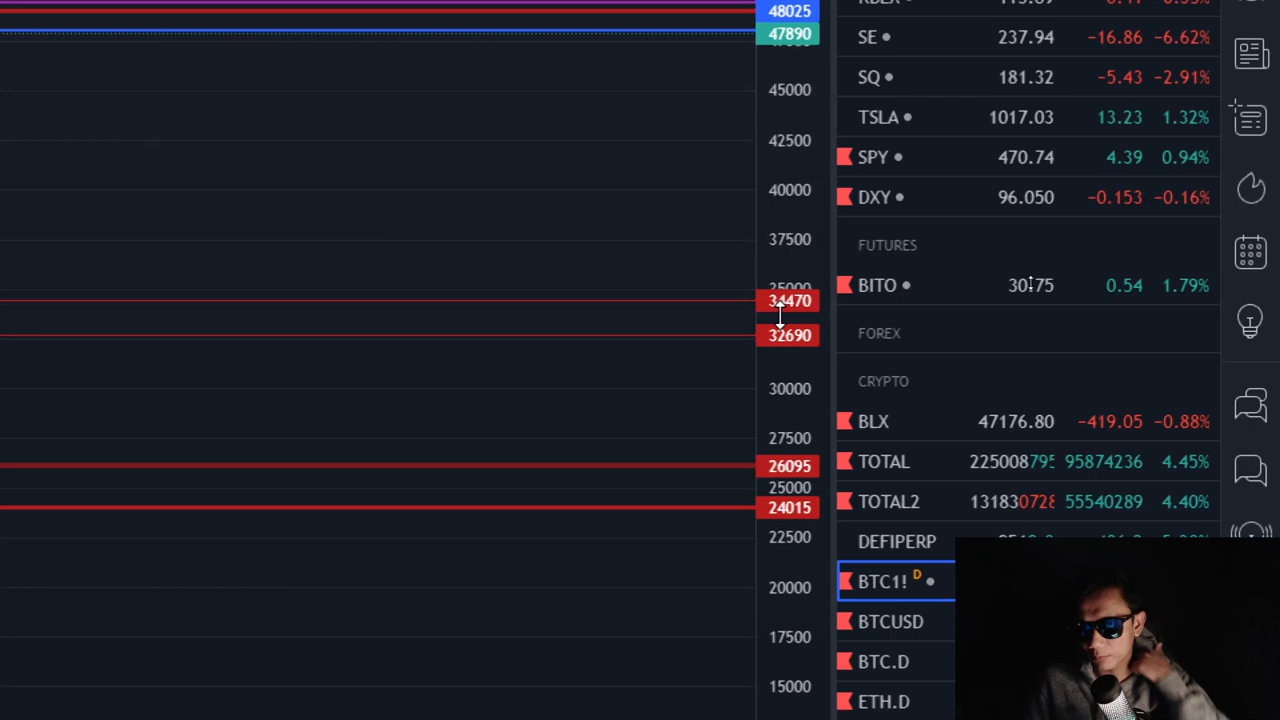 48025
47890
45000
42500
40000
37500
34470
32690
30000
27500
26095
25000
24015
22500
20000
17500
15000
SE 237.94 −16.86 −6.62%
SQ 181.32 −5.43 −2.91%
TSLA 1017.03 13.23 1.32%
SPY 470.74 4.39 0.94%
DXY 96.050 −0.153 −0.16%
FUTURES
BITO 30.75 0.54 1.79%
FOREX
CRYPTO
BLX 47176.80 −419.05 −0.88%
TOTAL 225008795 95874236 4.45%
TOTAL2 131830728 55540289 4.40%
DEFIPERP
BTC1! D
BTCUSD
BTC.D
ETH.D